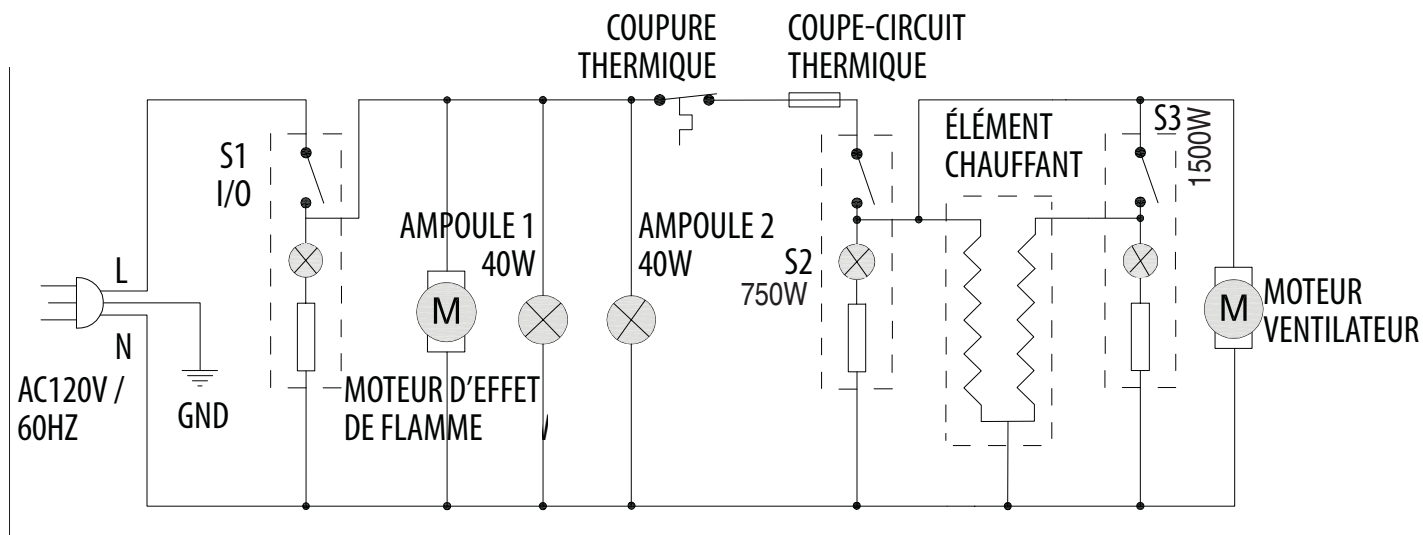 COUPURE
THERMIQUE
COUPE-CIRCUIT
THERMIQUE
S1
I/0
ÉLÉMENT
CHAUFFANT
S3
1500W
AMPOULE 1
40W
AMPOULE 2
40W
S2
750W
L
N
M
M
MOTEUR
VENTILATEUR
AC120V /
60HZ
GND
MOTEUR D'EFFET
DE FLAMME